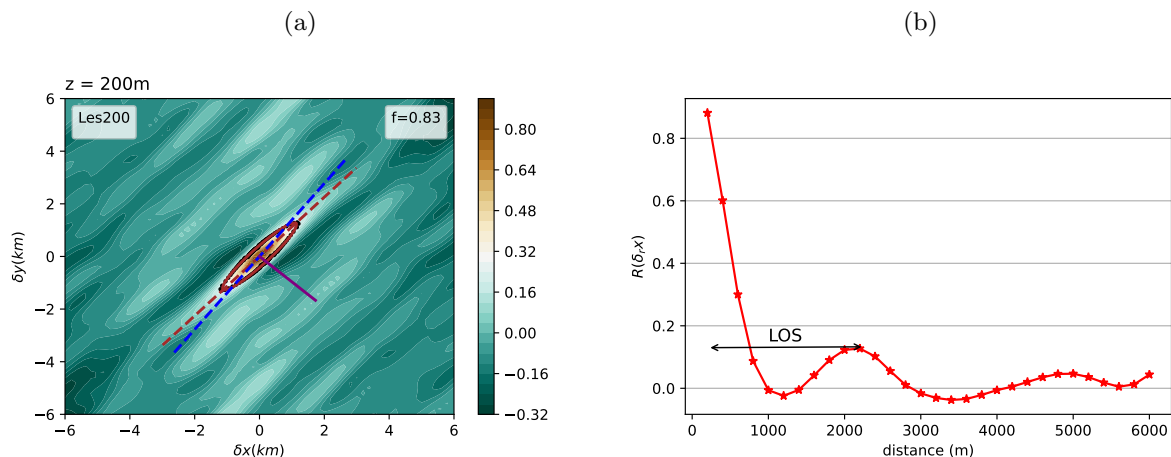 (a)
z = 200m
Les200
f=0.83
6
4
2
0
−2
−4
−6
δy(km)
−6 −4 −2 0 2 4 6
δx(km)
0.80
0.64
0.48
0.32
0.16
0.00
−0.16
−0.32
(b)
0.8
0.6
0.4
0.2
0.0
R(δ,x)
LOS
0 1000 2000 3000 4000 5000 6000
distance (m)